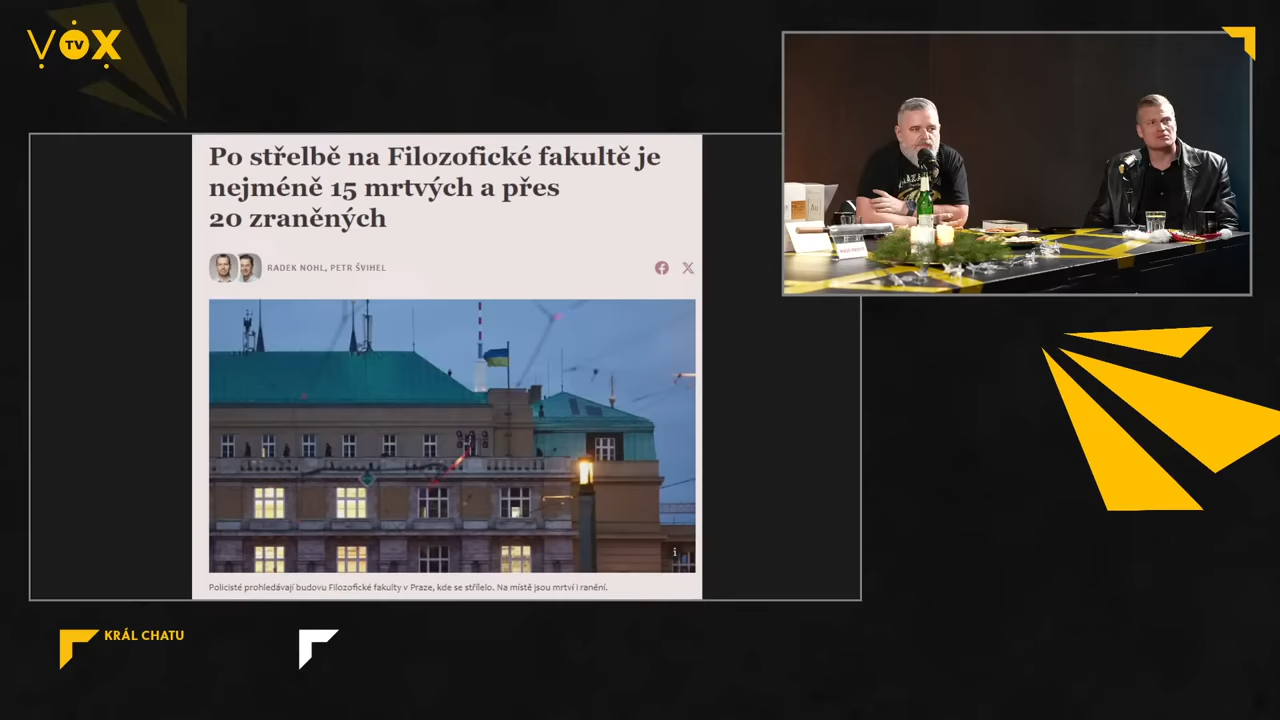 VOX
TV
Po střelbě na Filozofické fakultě je
nejméně 15 mrtvých a přes
20 zraněných
RADEK NOHL, PETR ŠVIHEL
Policisté prohledávají budovu Filozofické fakulty v Praze, kde se střílelo. Na místě jsou mrtví i ranění.
KRÁL CHATU